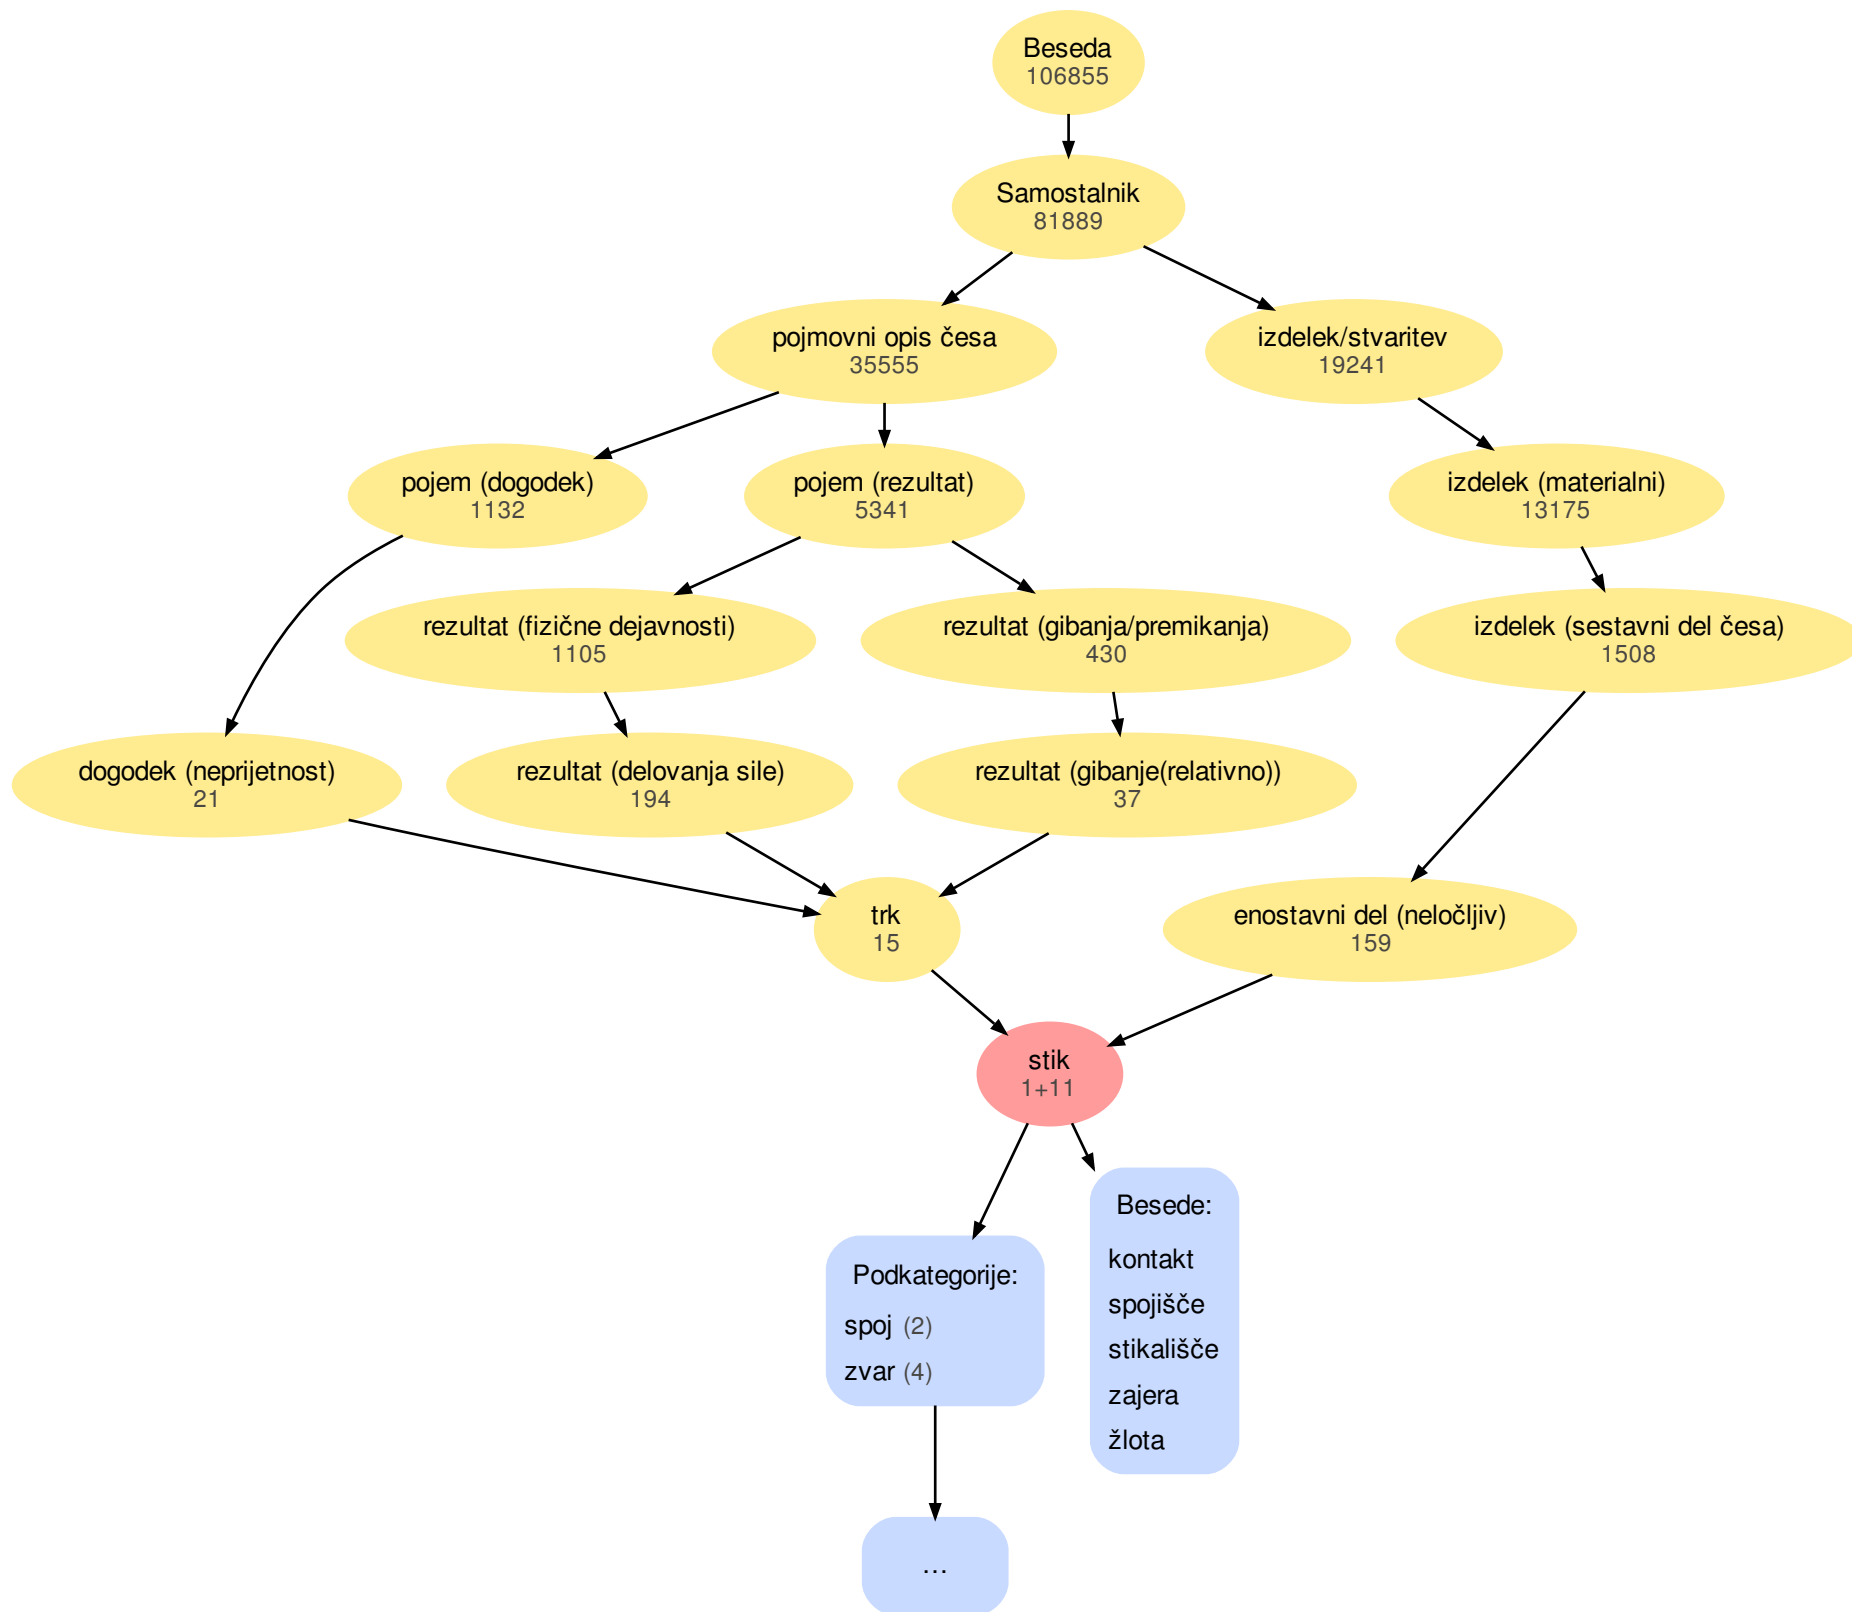 Beseda
106855
Samostalnik
81889
pojmovni opis česa
35555
izdelek/stvaritev
19241
pojem (dogodek)
1132
pojem (rezultat)
5341
izdelek (materialni)
13175
rezultat (fizične dejavnosti)
1105
rezultat (gibanja/premikanja)
430
izdelek (sestavni del česa)
1508
dogodek (neprijetnost)
21
rezultat (delovanja sile)
194
rezultat (gibanje(relativno))
37
trk
15
enostavni del (neločljiv)
159
stik
1+11
Podkategorije:
spoj (2)
zvar (4)
Besede:
kontakt
spojišče
stikališče
zajera
žlota
...